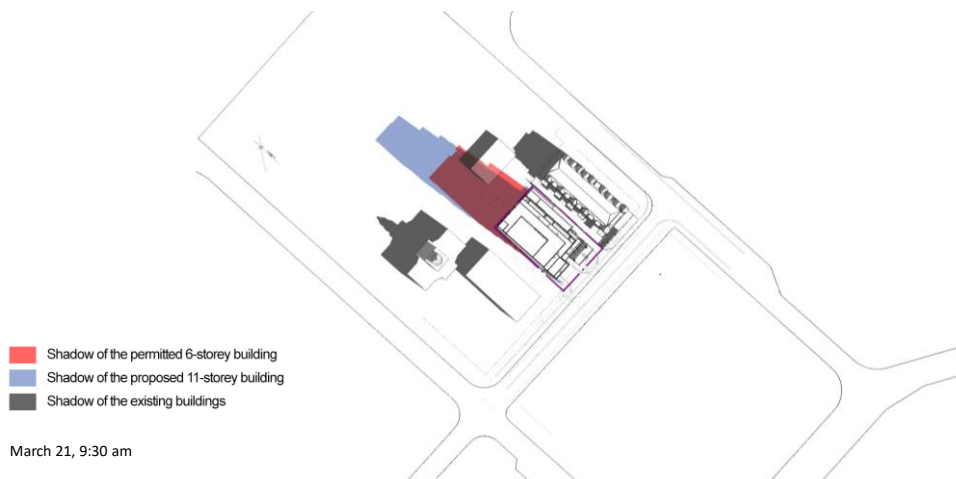 Shadow of the permitted 6-storey building
Shadow of the proposed 11-storey building
Shadow of the existing buildings
March 21, 9:30 am